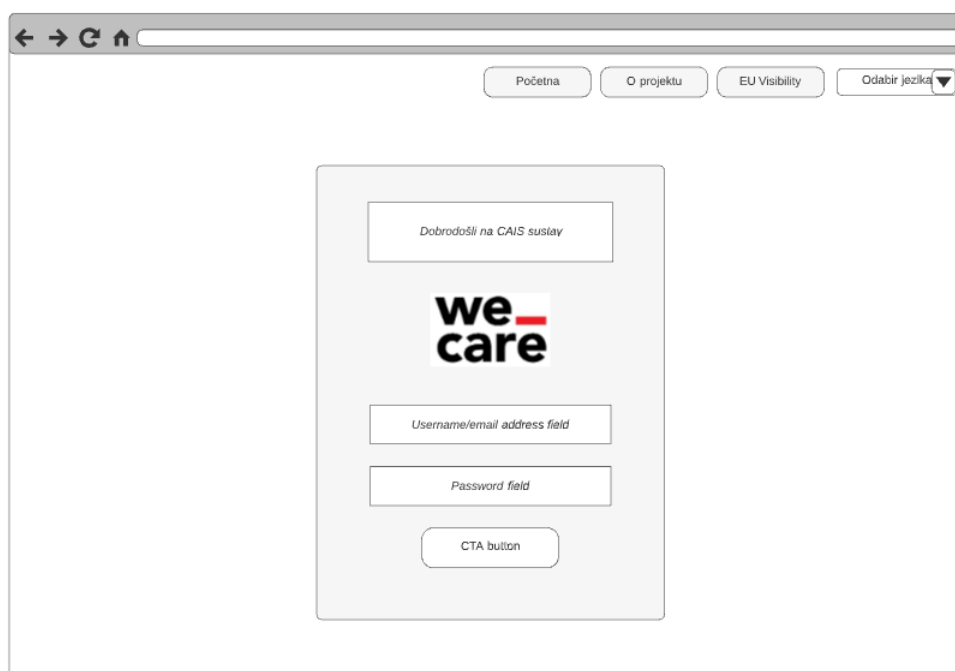 Početna
O projektu
EU Visibility
Odabir jezika
Dobrodošli na CAIS sustav
we_
care
Username/email address field
Password field
CTA button